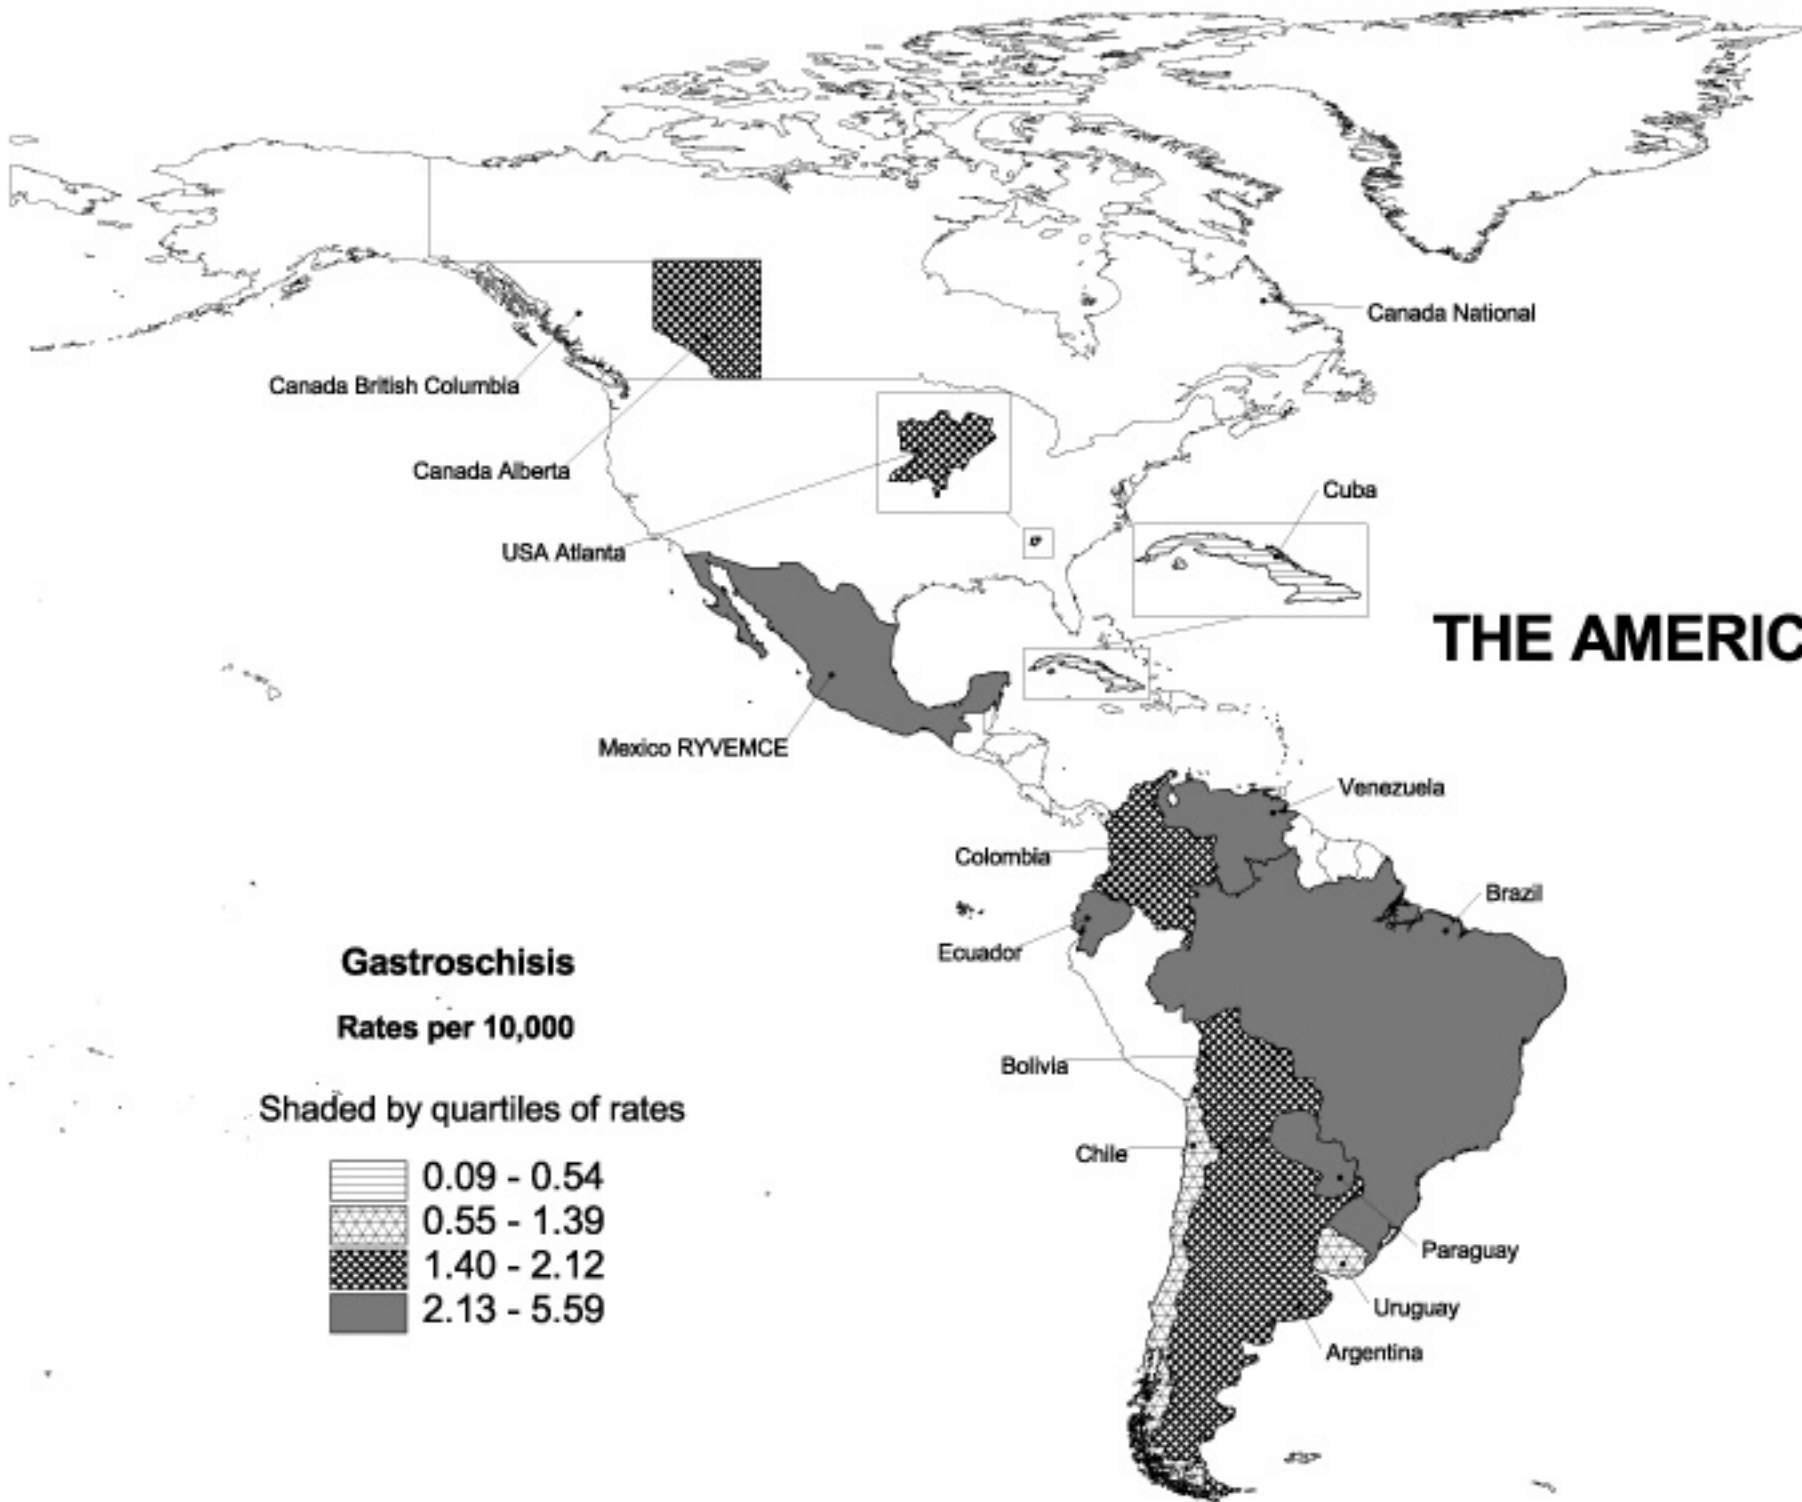 Canada National
Canada British Columbia
Canada Alberta
Cuba
USA Atlanta
THE AMERIC
Mexico RYVEMCE
Venezuela
Colombia
Brazil
Ecuador
Gastroschisis
Rates per 10,000
Bolivia
Shaded by quartiles of rates
Chile
0.09 - 0.54
0.55 - 1.39
1.40 - 2.12
2.13 - 5.59
Paraguay
Uruguay
Argentina